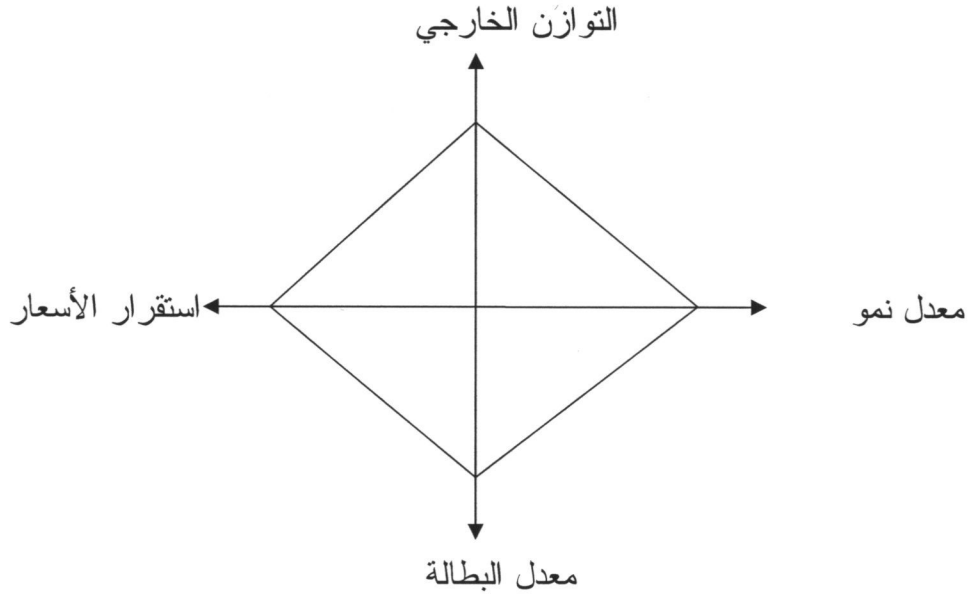 التوازن الخارجي
معدل نمو
استقرار الأسعار
معدل البطالة